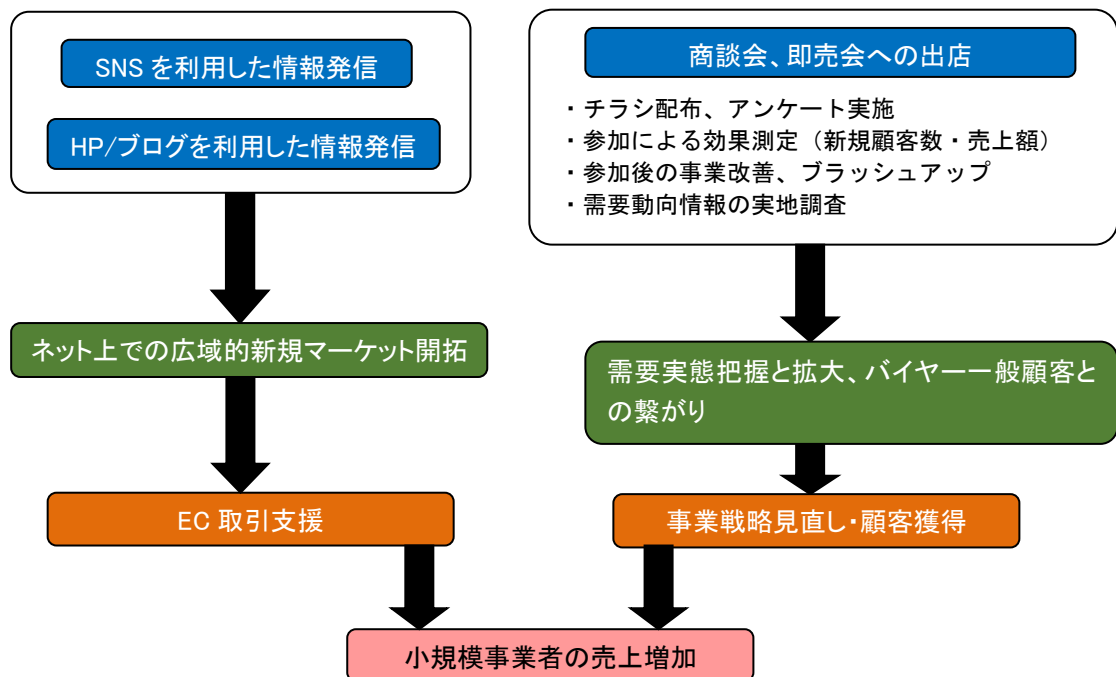 SNS を利用した情報発信
HP/ブログを利用した情報発信
ネット上での広域的新規マーケット開拓
EC 取引支援
商談会、即売会への出店
・チラシ配布、アンケート実施
・参加による効果測定（新規顧客数・売上額）
・参加後の事業改善、ブラッシュアップ
・需要動向情報の実地調査
需要実態把握と拡大、バイヤー一般顧客と
の繋がり
事業戦略見直し・顧客獲得
小規模事業者の売上増加